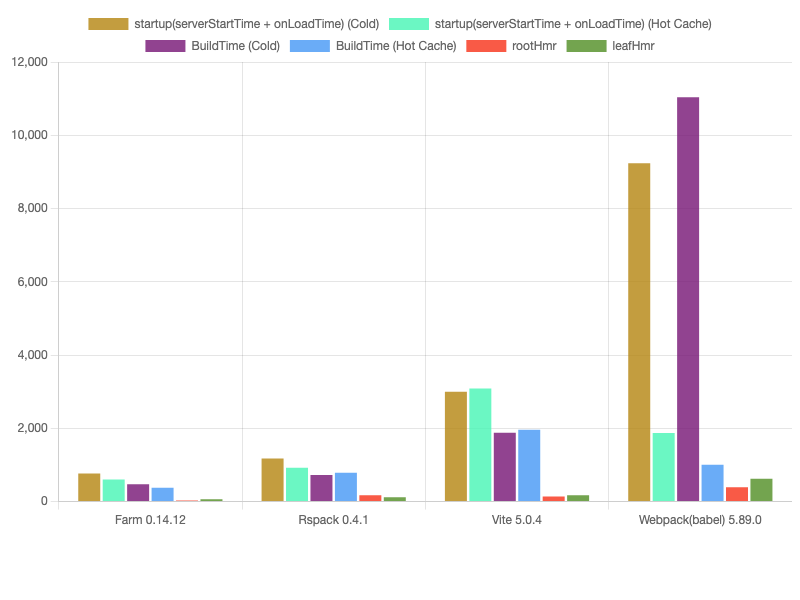 startup(serverStartTime + onLoadTime) (Cold) startup(serverStartTime + onLoadTime) (Hot Cache)
BuildTime (Cold) BuildTime (Hot Cache) rootHmr leafHmr
12,000
10,000
8,000
6,000
4,000
2,000
0
Farm 0.14.12 Rspack 0.4.1 Vite 5.0.4 Webpack(babel) 5.89.0